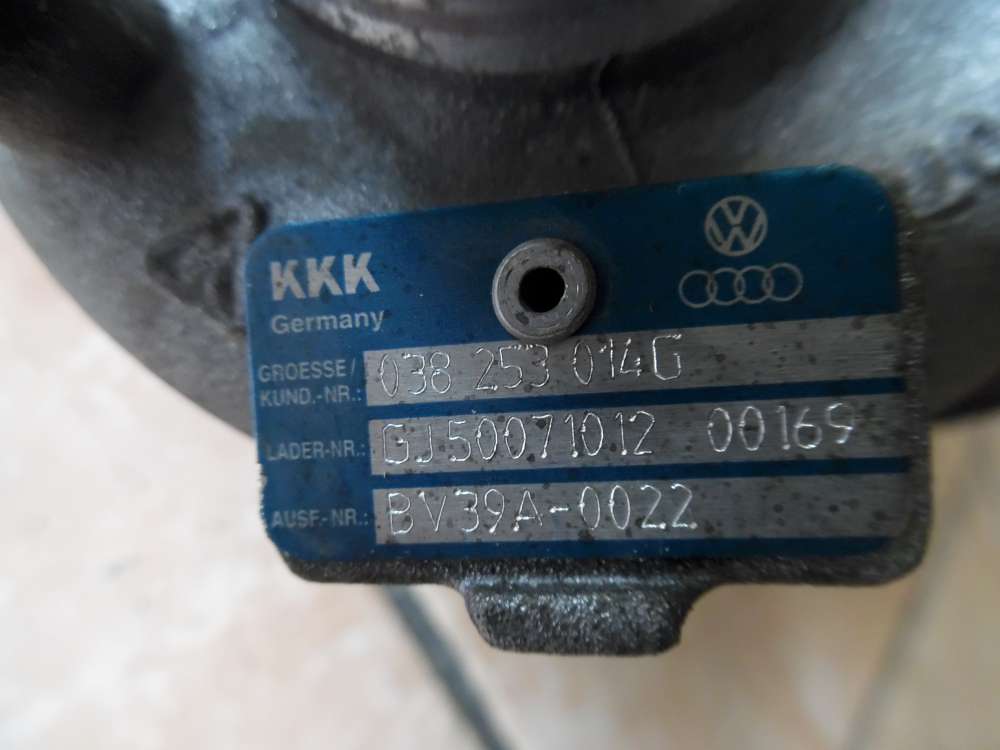 KKK
Germany
GROESSE/
KUND.-NR.: 038 253 014G
LADER-NR.: GJ50071012 00169
AUSF.-NR.: BV39A-0022